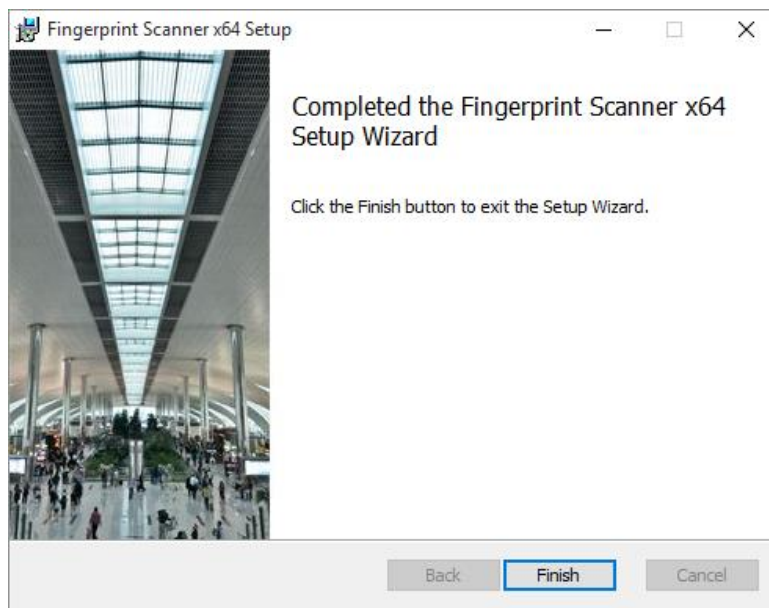 Fingerprint Scanner x64 Setup
Completed the Fingerprint Scanner x64
Setup Wizard
Click the Finish button to exit the Setup Wizard.
Back Finish Cancel